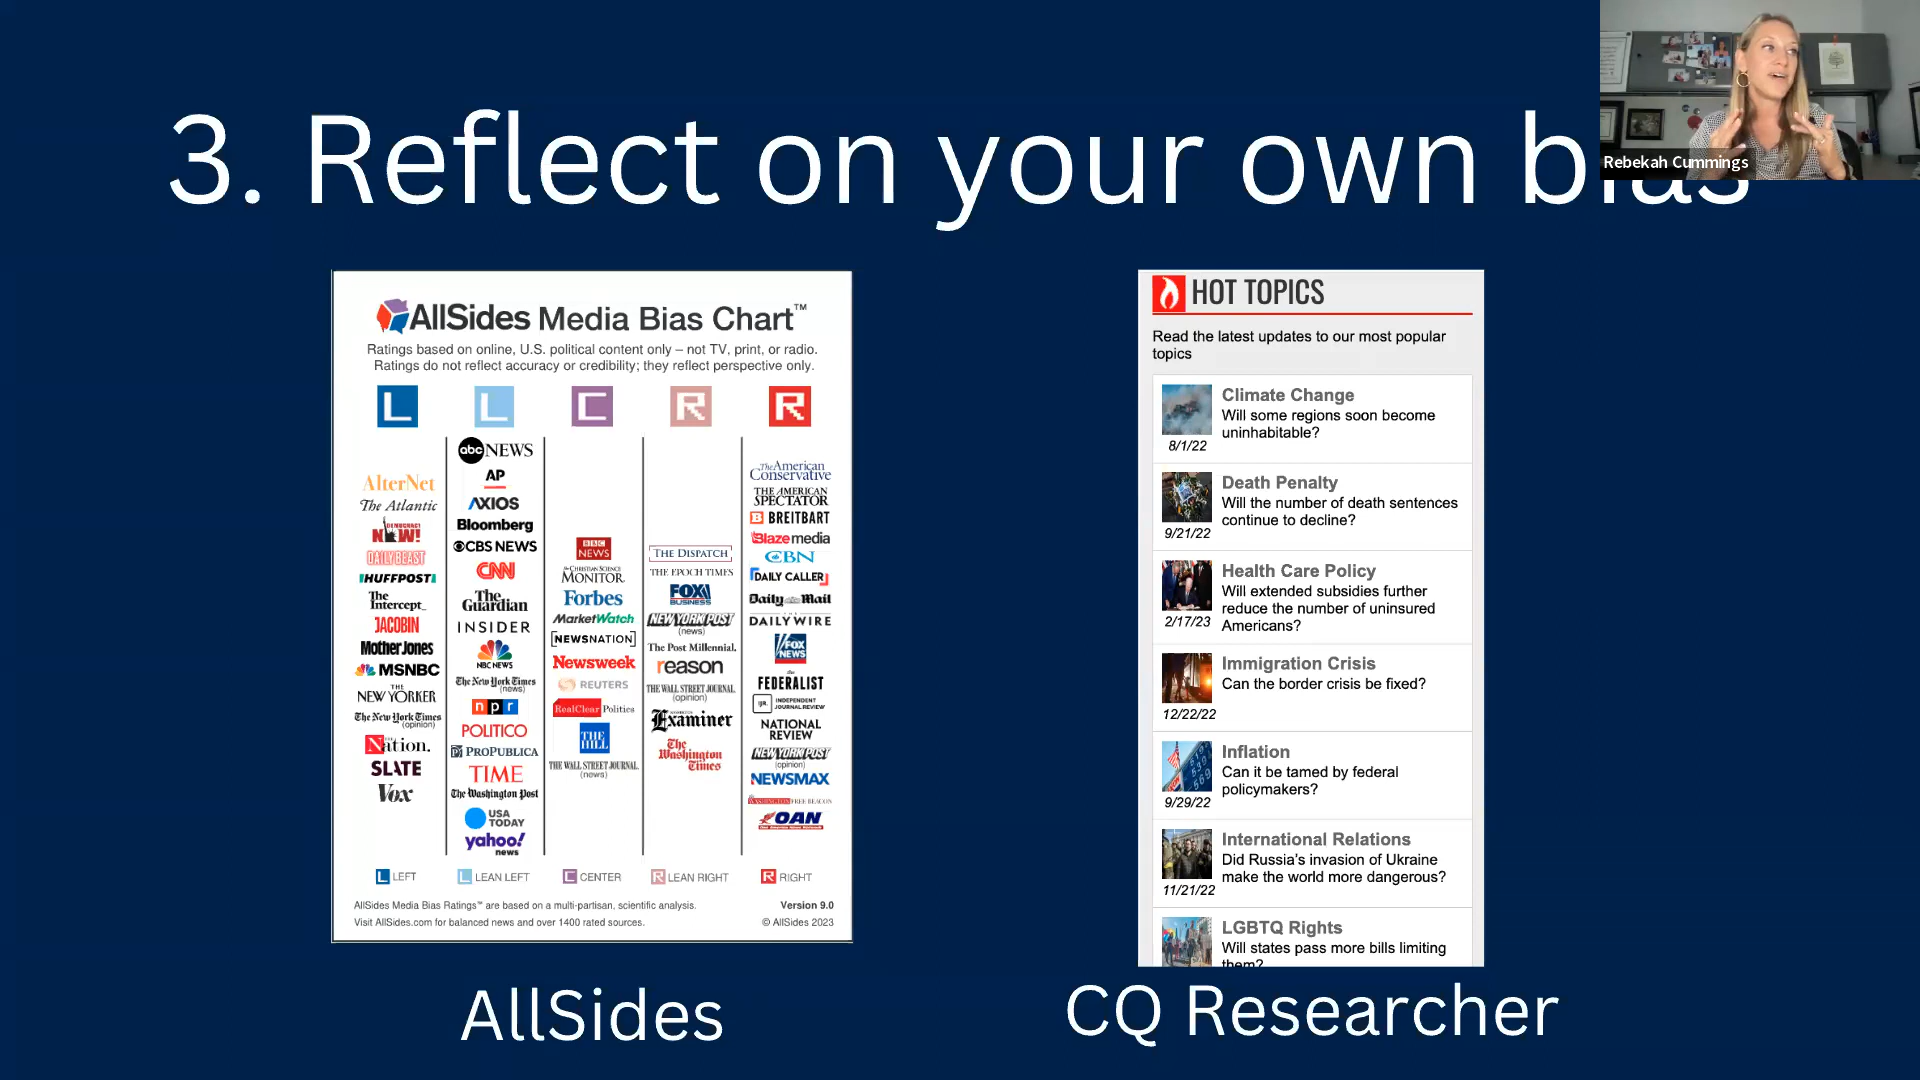 3. Reflect on your own bias
Rebekah Cummings
AllSides Media Bias Chart™
Ratings based on online, U.S. political content only – not TV, print, or radio.
Ratings do not reflect accuracy or credibility; they reflect perspective only.
L
L
C
R
R
AlterNet
The Atlantic
DEMOCRACY
NOW!
DAILY BEAST
HUFFPOST
The
Intercept_
JACOBIN
Mother Jones
MSNBC
THE
NEW YORKER
The New York Times
(opinion)
The Nation.
SLATE
Vox
abc NEWS
AP
AXIOS
Bloomberg
CBS NEWS
CNN
The
Guardian
INSIDER
NBC NEWS
The New York Times
(news)
npr
POLITICO
PROPUBLICA
TIME
The Washington Post
USA
TODAY
yahoo!
news
BBC
NEWS
The CHRISTIAN SCIENCE
MONITOR
Forbes
MarketWatch
[NEWSNATION]
Newsweek
REUTERS
RealClear Politics
THE
HILL
THE WALL STREET JOURNAL.
(news)
THE DISPATCH
THE EPOCH TIMES
FOX
BUSINESS
NEW YORK POST
(news)
The Post Millennial.
reason
THE WALL STREET JOURNAL.
(opinion)
WASHINGTON
Examiner
The
Washington
Times
The American
Conservative
THE AMERICAN
SPECTATOR
B BREITBART
Blaze media
CBN
DAILY CALLER
Daily Mail
DAILY WIRE
FOX
NEWS
THE
FEDERALIST
IJR. INDEPENDENT
JOURNAL REVIEW
NATIONAL
REVIEW
NEW YORK POST
(opinion)
NEWSMAX
WASHINGTON FREE BEACON
OAN
L LEFT
L LEAN LEFT
C CENTER
R LEAN RIGHT
R RIGHT
AllSides Media Bias Ratings™ are based on a multi-partisan, scientific analysis.
Version 9.0
Visit AllSides.com for balanced news and over 1400 rated sources.
© AllSides 2023
AllSides
HOT TOPICS
Read the latest updates to our most popular
topics
Climate Change
Will some regions soon become
uninhabitable?
8/1/22
Death Penalty
Will the number of death sentences
continue to decline?
9/21/22
Health Care Policy
Will extended subsidies further
reduce the number of uninsured
Americans?
2/17/23
Immigration Crisis
Can the border crisis be fixed?
12/22/22
Inflation
Can it be tamed by federal
policymakers?
9/29/22
International Relations
Did Russia's invasion of Ukraine
make the world more dangerous?
11/21/22
LGBTQ Rights
Will states pass more bills limiting
them?
CQ Researcher